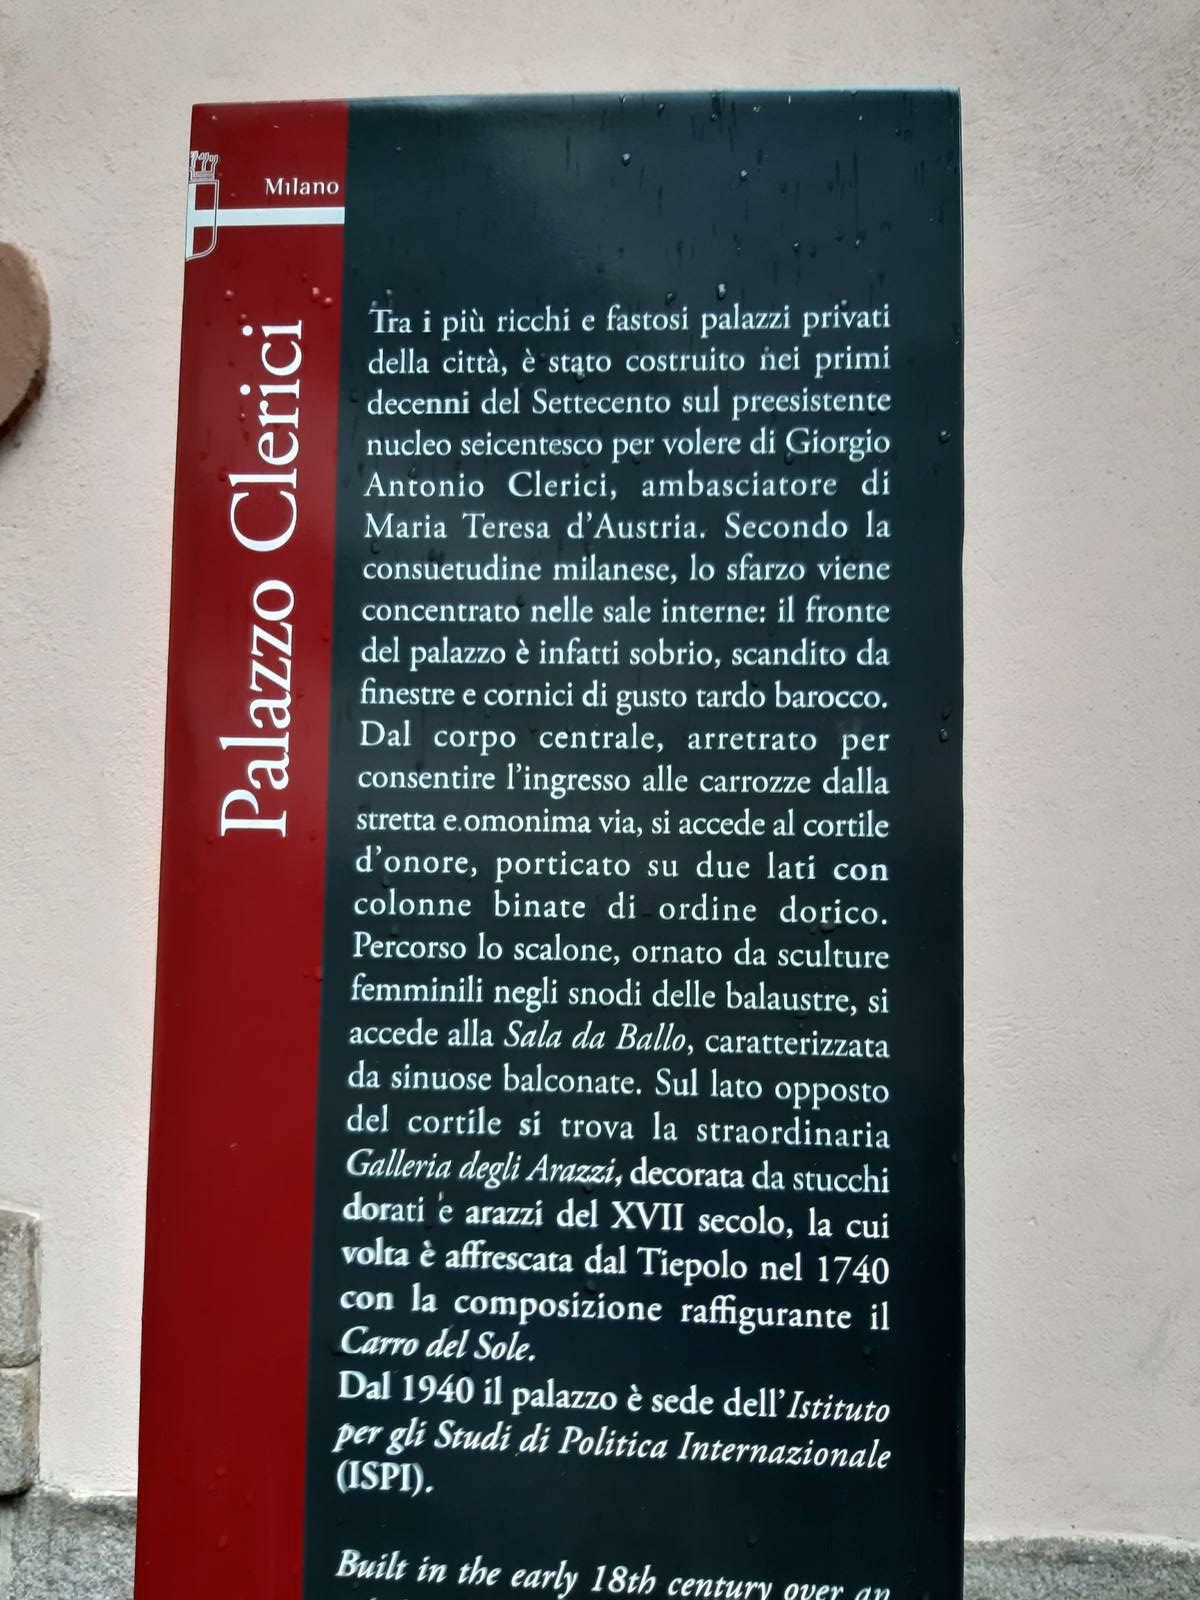 Milano
Palazzo Clerici
Tra i più ricchi e fastosi palazzi privati
della città, è stato costruito nei primi
decenni del Settecento sul preesistente
nucleo seicentesco per volere di Giorgio
Antonio Clerici, ambasciatore di
Maria Teresa d'Austria. Secondo la
consuetudine milanese, lo sfarzo viene
concentrato nelle sale interne: il fronte
del palazzo è infatti sobrio, scandito da
finestre e cornici di gusto tardo barocco.
Dal corpo centrale, arretrato per
consentire l'ingresso alle carrozze dalla
stretta e omonima via, si accede al cortile
d'onore, porticato su due lati con
colonne binate di ordine dorico.
Percorso lo scalone, ornato da sculture
femminili negli snodi delle balaustre, si
accede alla Sala da Ballo, caratterizzata
da sinuose balconate. Sul lato opposto
del cortile si trova la straordinaria
Galleria degli Arazzi, decorata da stucchi
dorati e arazzi del XVII secolo, la cui
volta è affrescata dal Tiepolo nel 1740
con la composizione raffigurante il
Carro del Sole.
Dal 1940 il palazzo è sede dell'Istituto
per gli Studi di Politica Internazionale
(ISPI).
Built in the early 18th century over an